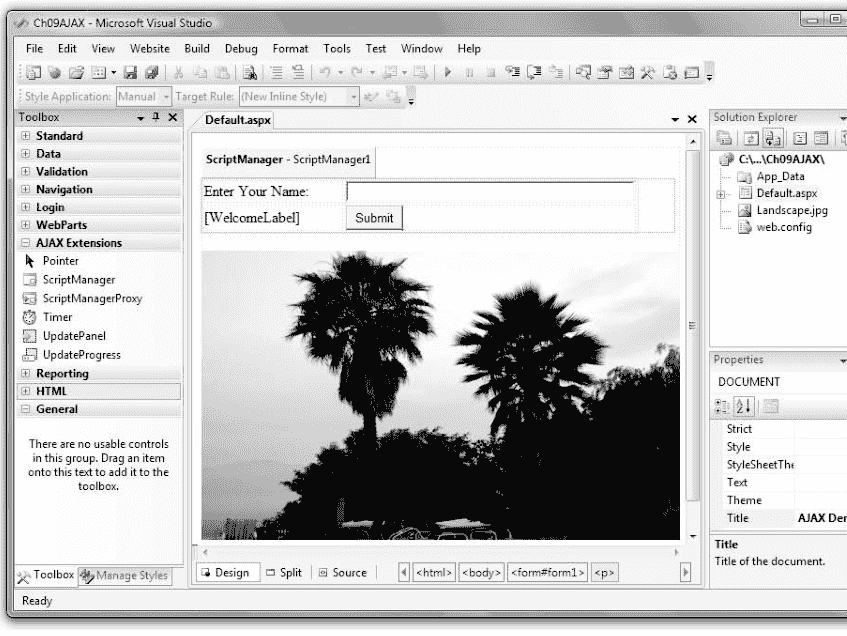 Ch09AJAX - Microsoft Visual Studio
File Edit View Website Build Debug Format Tools Test Window Help
Style Application: Manual Target Rule: (New Inline Style)
Toolbox
Standard
Data
Validation
Navigation
Login
WebParts
AJAX Extensions
Pointer
ScriptManager
ScriptManagerProxy
Timer
UpdatePanel
UpdateProgress
Reporting
HTML
General
There are no usable controls
in this group. Drag an item
onto this text to add it to the
toolbox.
Toolbox Manage Styles
Default.aspx
ScriptManager - ScriptManager1
Enter Your Name:
[WelcomeLabel] Submit
Design Split Source <html> <body> <form#form1> <p>
Solution Explorer
C:\...\Ch09AJAX\
App_Data
Default.aspx
Landscape.jpg
web.config
Properties
DOCUMENT
Strict
Style
StyleSheetThe
Text
Theme
Title AJAX Der
Title
Title of the document.
Ready